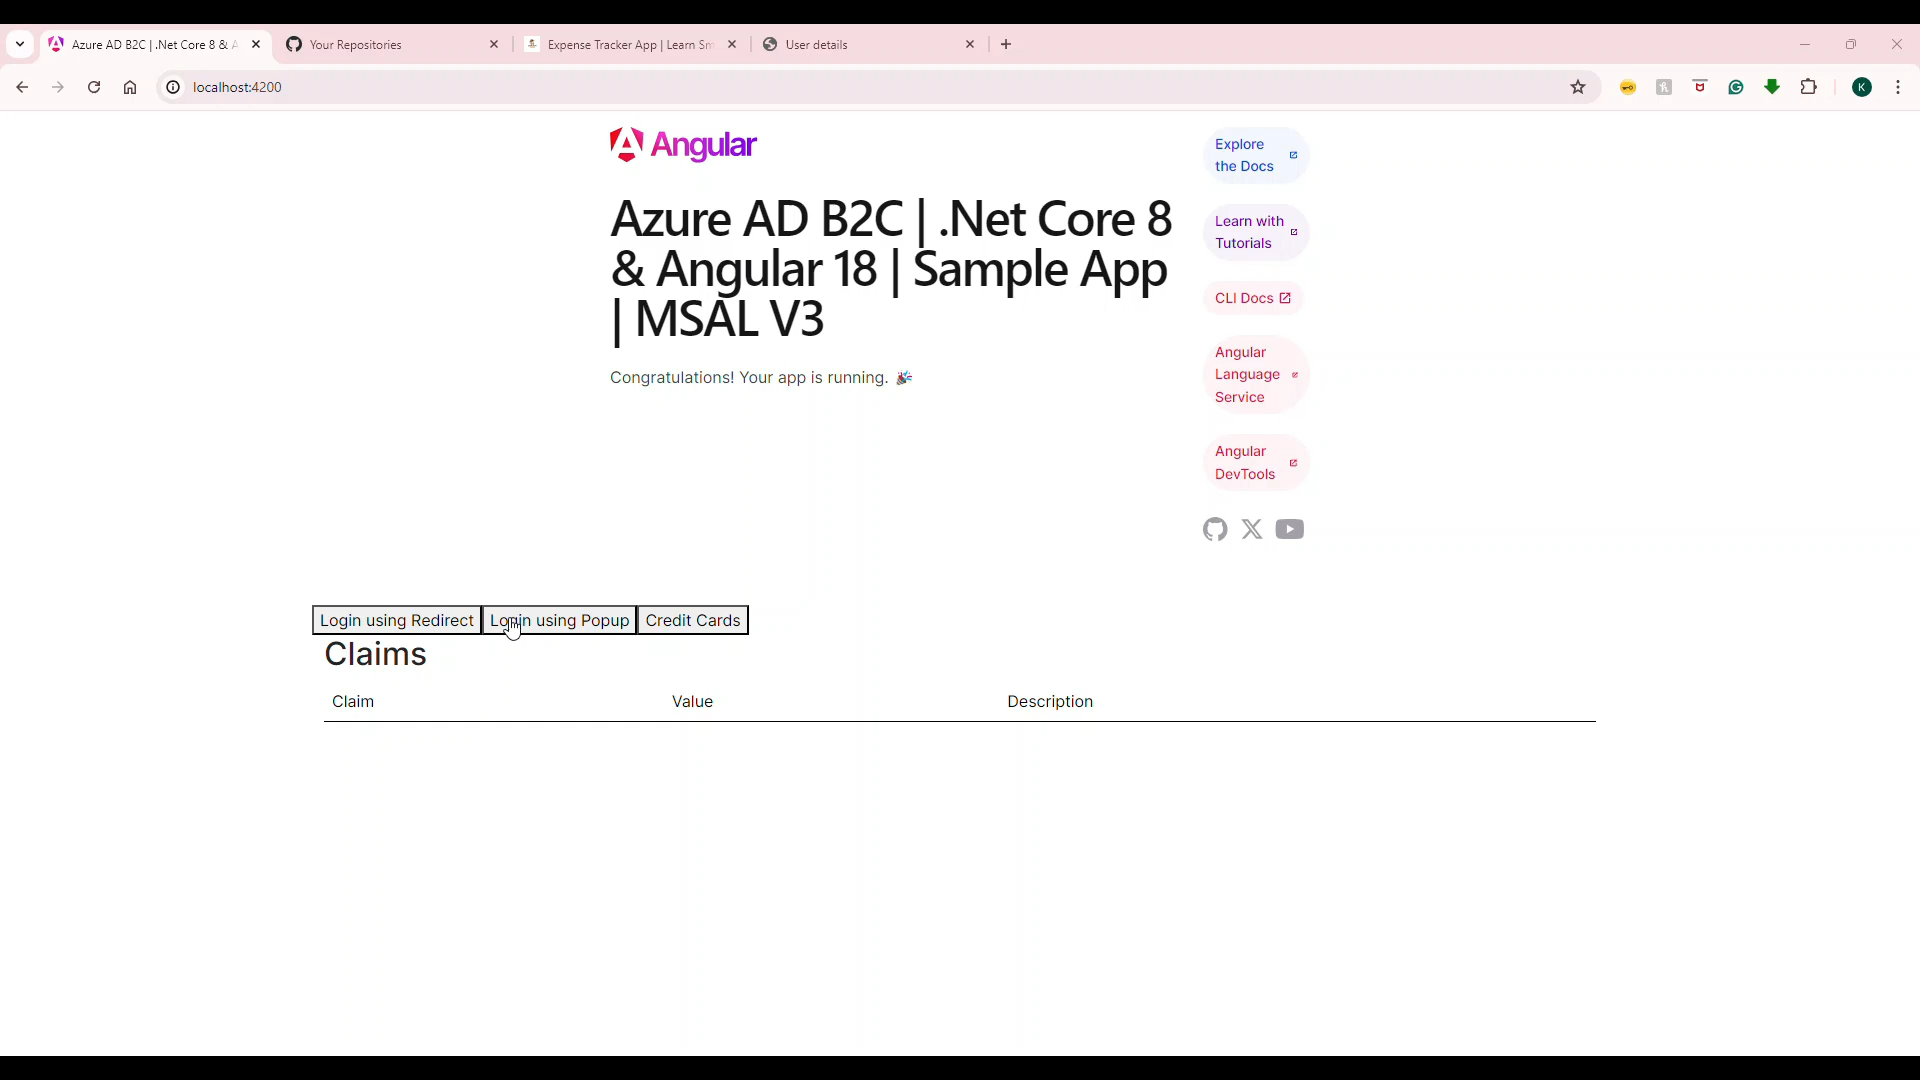 Azure AD B2C | .Net Core 8 & A
Your Repositories
Expense Tracker App | Learn Sm
User details
localhost:4200
K
Angular
Azure AD B2C | .Net Core 8
& Angular 18 | Sample App
| MSAL V3
Congratulations! Your app is running. 🎉
Explore
the Docs
Learn with
Tutorials
CLI Docs
Angular
Language
Service
Angular
DevTools
Login using Redirect
Login using Popup
Credit Cards
Claims
Claim
Value
Description